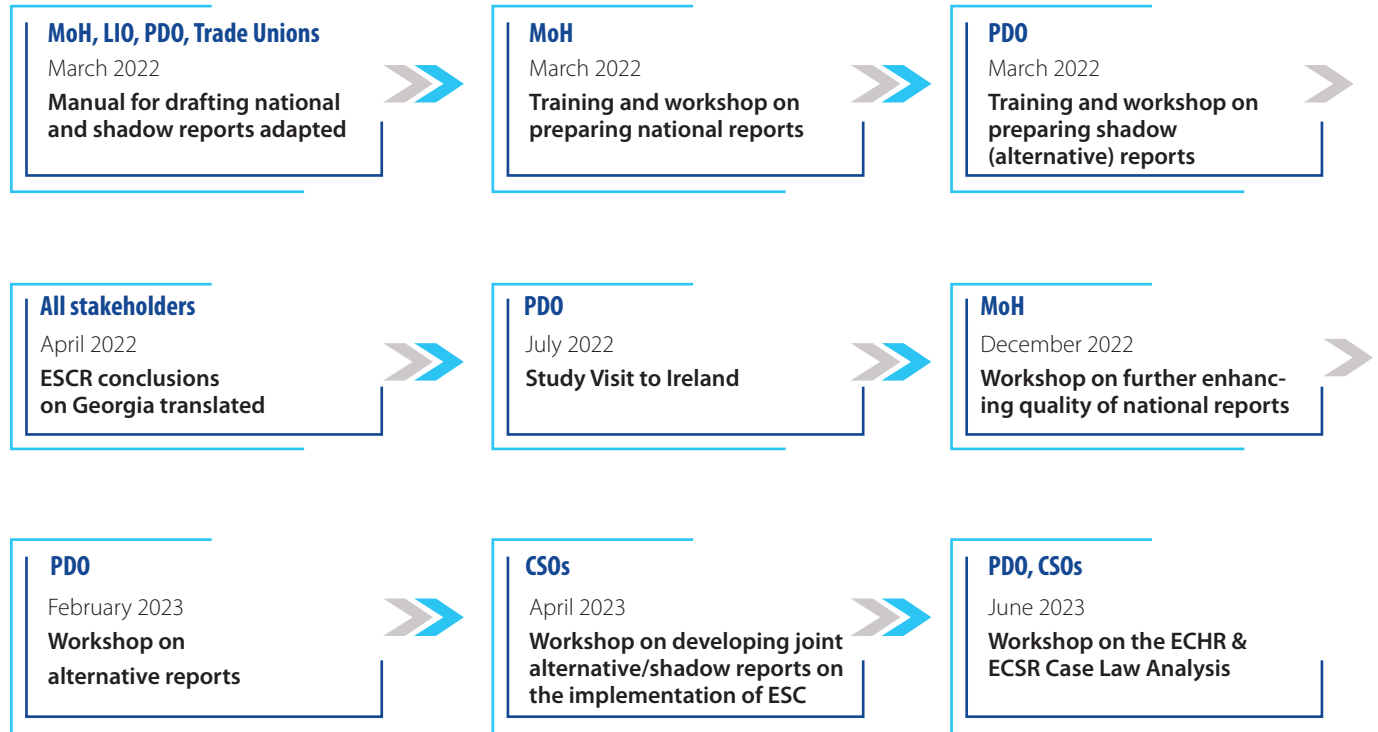 MoH, LIO, PDO, Trade Unions
March 2022
Manual for drafting national
and shadow reports adapted
MoH
March 2022
Training and workshop on
preparing national reports
PDO
March 2022
Training and workshop on
preparing shadow
(alternative) reports
All stakeholders
April 2022
ESCR conclusions
on Georgia translated
PDO
July 2022
Study Visit to Ireland
MoH
December 2022
Workshop on further enhanc-
ing quality of national reports
PDO
February 2023
Workshop on
alternative reports
CSOs
April 2023
Workshop on developing joint
alternative/shadow reports on
the implementation of ESC
PDO, CSOs
June 2023
Workshop on the ECHR &
ECSR Case Law Analysis